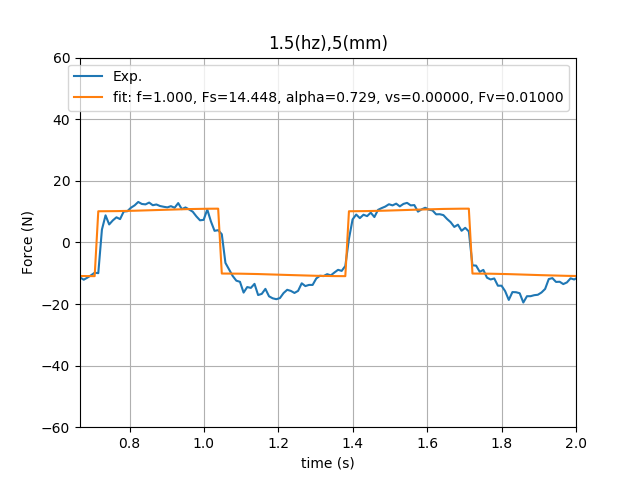 1.5(hz),5(mm)
Exp.
fit: f=1.000, Fs=14.448, alpha=0.729, vs=0.00000, Fv=0.01000
60
40
20
0
−20
−40
−60
Force (N)
0.8 1.0 1.2 1.4 1.6 1.8 2.0
time (s)